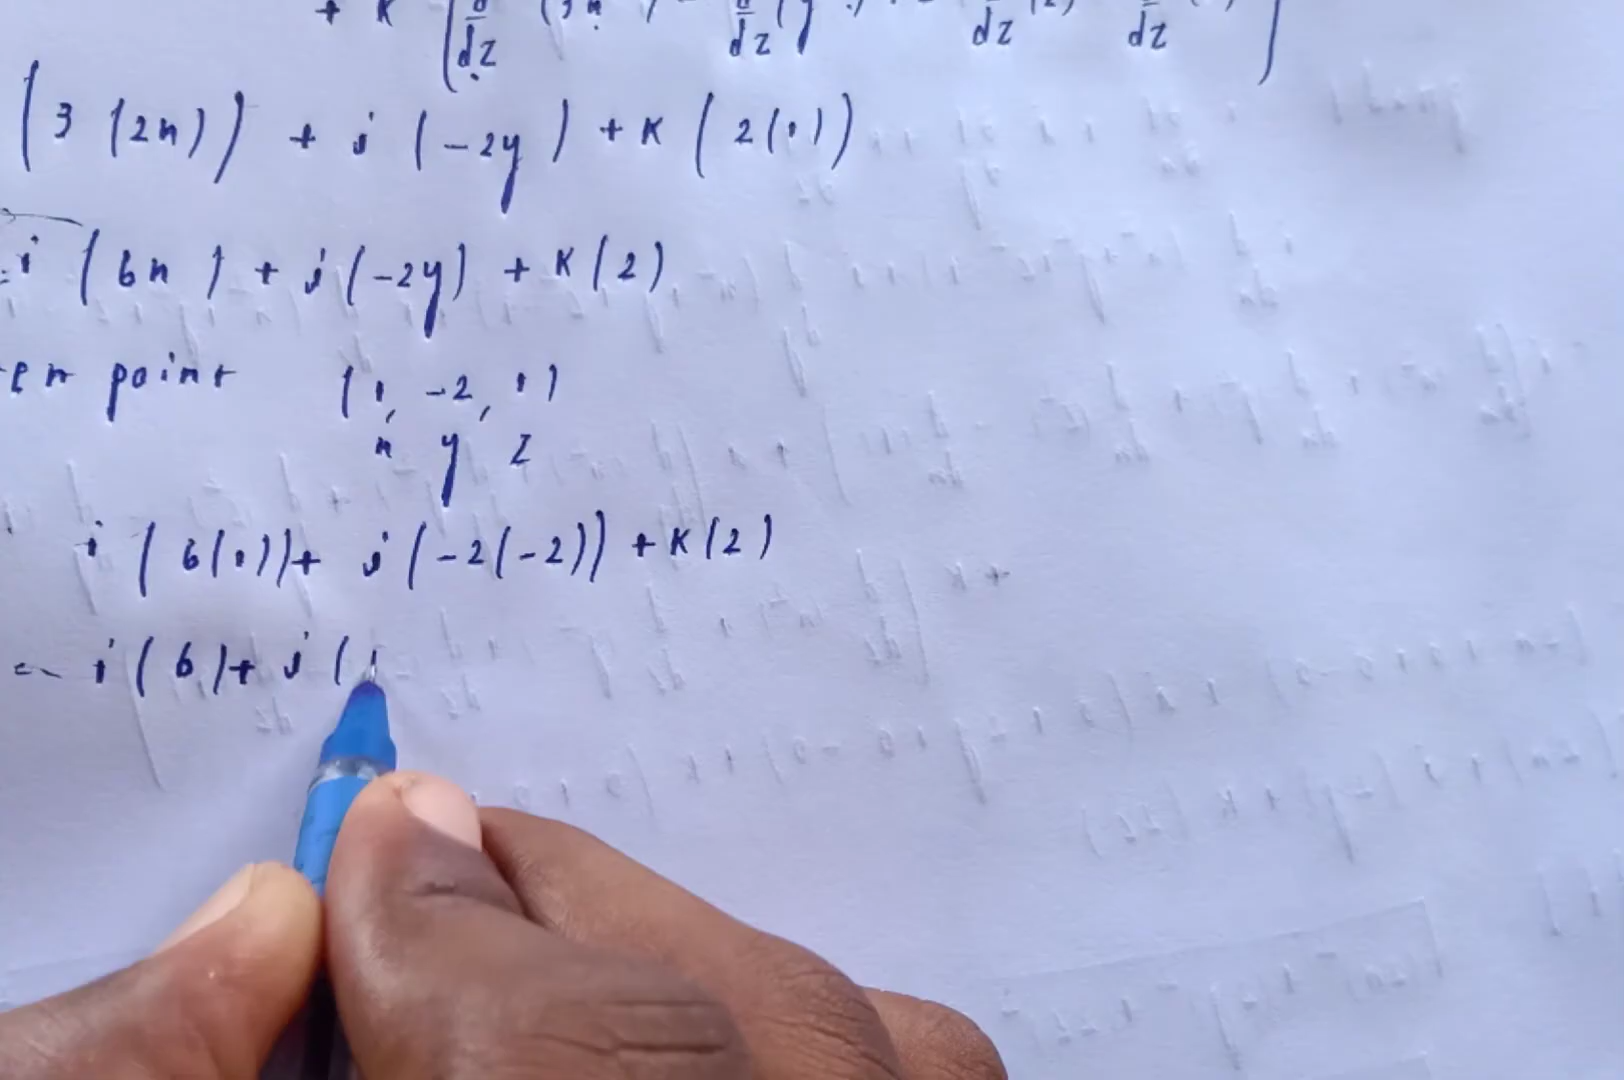 + K [ d/dz (3x ) - d/dz (y ) d/dz (2) d/dz ]
(3 (2x)) + j (-2y) + K (2(1))
= i (6x) + j (-2y) + K (2)
en point (1, -2, 1)
x y z
i (6(1)) + j (-2(-2)) + K (2)
= i (6) + j (